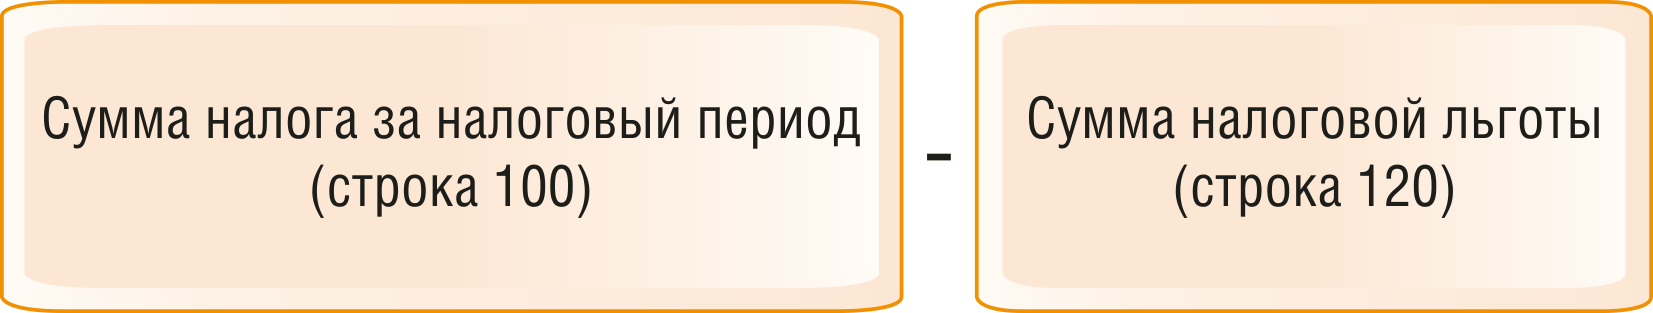 Сумма налога за налоговый период
(строка 100)
-
Сумма налоговой льготы
(строка 120)